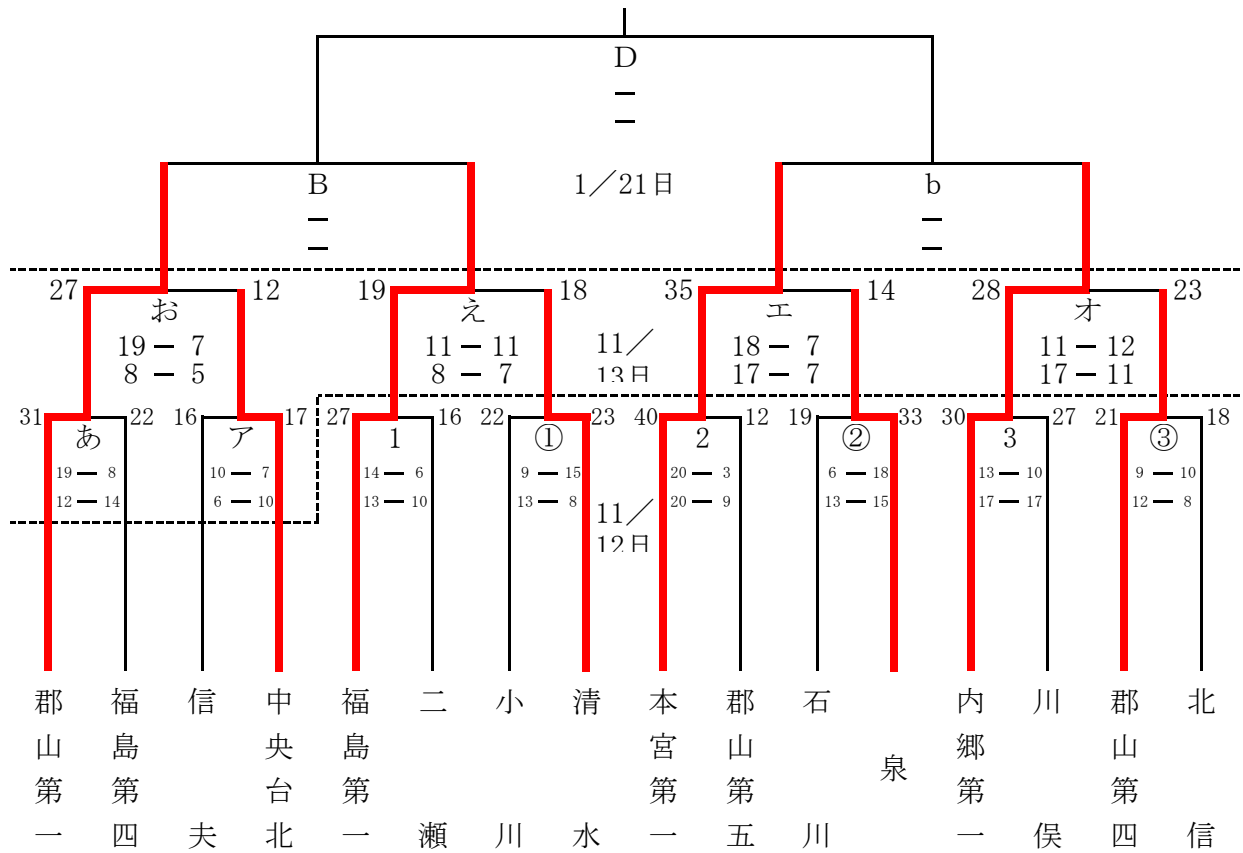 D
－
－
B 1／21日 b
－ －
－ －
27 12 19 18 35 14 28 23
お え エ オ
19 － 7 11 － 11 11／ 18 － 7 11 － 12
8 － 5 8 － 7 13日 17 － 7 17 － 11
31 22 16 17 27 16 22 23 40 12 19 33 30 27 21 18
あ ア 1 ① 2 ② 3 ③
19 － 8 10 － 7 14 － 6 9 － 15 20 － 3 6 － 18 13 － 10 9 － 10
12 － 14 6 － 10 13 － 10 13 － 8 20 － 9 13 － 15 17 － 17 12 － 8
11／
12日
郡山第一
福島第四
信夫
中央台北
福島第一
二瀬
小川
清水
本宮第一
郡山第五
石川
泉
内郷第一
川俣
郡山第四
北信